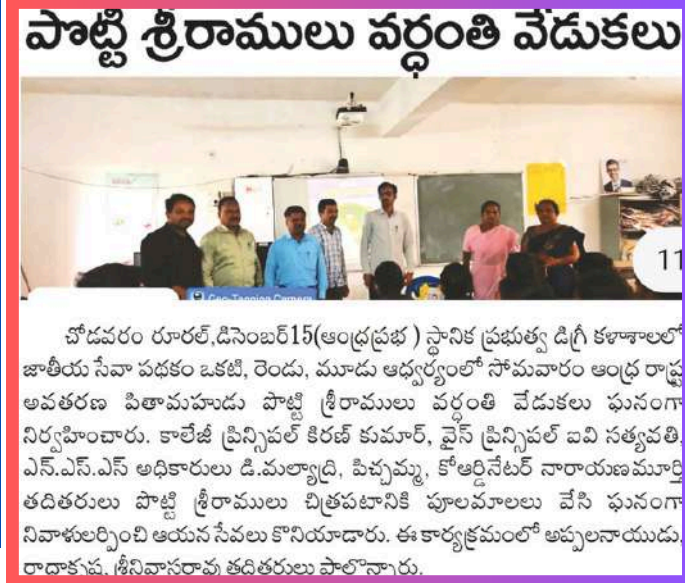 పొట్టి శ్రీరాములు వర్ధంతి వేడుకలు
11
Geo-Tagging Camera
చోడవరం రూరల్,డిసెంబర్15(ఆంధ్రప్రభ ) స్థానిక ప్రభుత్వ డిగ్రీ కళాశాలలో
జాతీయ సేవా పథకం ఒకటి, రెండు, మూడు ఆధ్వర్యంలో సోమవారం ఆంధ్ర రాష్ట్ర
అవతరణ పితామహుడు పొట్టి శ్రీరాములు వర్ధంతి వేడుకలు ఘనంగా
నిర్వహించారు. కాలేజీ ప్రిన్సిపల్ కిరణ్ కుమార్, వైస్ ప్రిన్సిపల్ ఐవి సత్యవతి,
ఎన్.ఎస్.ఎస్ అధికారులు డి.మల్యాద్రి, పిచ్చమ్మ, కోఆర్డినేటర్ నారాయణమూర్తి
తదితరులు పొట్టి శ్రీరాములు చిత్రపటానికి పూలమాలలు వేసి ఘనంగా
నివాళులర్పించి ఆయన సేవలు కొనియాడారు. ఈ కార్యక్రమంలో అప్పలనాయుడు,
రాధాకృష్ణ, శ్రీనివాసరావు తదితరులు పాల్గొన్నారు.